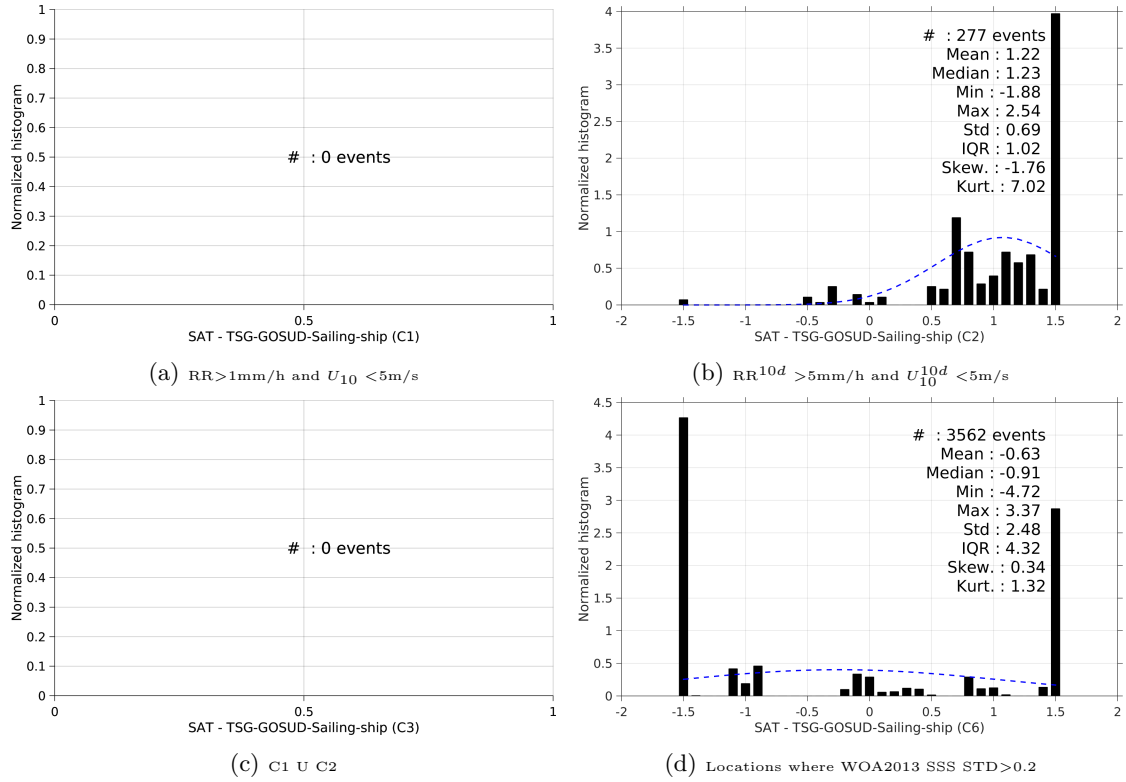 1
0.9
0.8
0.7
0.6
0.5
0.4
0.3
0.2
0.1
0
Normalized histogram
# : 0 events
0 0.5 1
SAT - TSG-GOSUD-Sailing-ship (C1)
(a) RR>1mm/h and U10 <5m/s
4
3.5
3
2.5
2
1.5
1
0.5
0
Normalized histogram
# : 277 events
Mean : 1.22
Median : 1.23
Min : -1.88
Max : 2.54
Std : 0.69
IQR : 1.02
Skew. : -1.76
Kurt. : 7.02
-2 -1.5 -1 -0.5 0 0.5 1 1.5 2
SAT - TSG-GOSUD-Sailing-ship (C2)
(b) RR10d >5mm/h and U10d10 <5m/s
1
0.9
0.8
0.7
0.6
0.5
0.4
0.3
0.2
0.1
0
Normalized histogram
# : 0 events
0 0.5 1
SAT - TSG-GOSUD-Sailing-ship (C3)
(c) C1 U C2
4.5
4
3.5
3
2.5
2
1.5
1
0.5
0
Normalized histogram
# : 3562 events
Mean : -0.63
Median : -0.91
Min : -4.72
Max : 3.37
Std : 2.48
IQR : 4.32
Skew. : 0.34
Kurt. : 1.32
-2 -1.5 -1 -0.5 0 0.5 1 1.5 2
SAT - TSG-GOSUD-Sailing-ship (C6)
(d) Locations where WOA2013 SSS STD>0.2